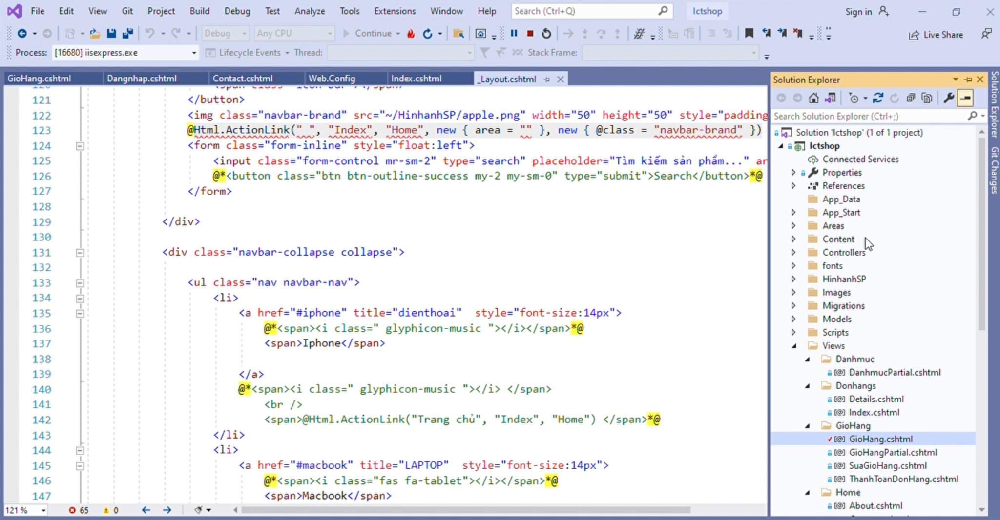 File Edit View Git Project Build Debug Test Analyze Tools Extensions Window Help Search (Ctrl+Q) lctshop Sign in
Debug Any CPU Continue Live Share
Process: [16680] iisexpress.exe Lifecycle Events Thread: Stack Frame:
GioHang.cshtml Dangnhap.cshtml Contact.cshtml Web.Config Index.cshtml _Layout.cshtml
121 </button>
122 <img class="navbar-brand" src="~/HinhanhSP/apple.png" width="50" height="50" style="padding
123 @Html.ActionLink(" ", "Index", "Home", new { area = "" }, new { @class = "navbar-brand" })
124 <form class="form-inline" style="float:left">
125 <input class="form-control mr-sm-2" type="search" placeholder="Tìm kiếm sản phẩm..." ar
126 @*<button class="btn btn-outline-success my-2 my-sm-0" type="submit">Search</button>*@
127 </form>
128
129 </div>
130
131 <div class="navbar-collapse collapse">
132
133 <ul class="nav navbar-nav">
134 <li>
135 <a href="#iphone" title="dienthoai"  style="font-size:14px">
136 @*<span><i class=" glyphicon-music "></i></span>*@
137 <span>Iphone</span>
138
139 </a>
140 @*<span><i class=" glyphicon-music "></i> </span>
141 <br />
142 <span>@Html.ActionLink("Trang chủ", "Index", "Home") </span>*@
143 </li>
144 <li>
145 <a href="#macbook" title="LAPTOP"  style="font-size:14px">
146 @*<span><i class="fas fa-tablet"></i></span>*@
147 <span>Macbook</span>
121 % 65 0
Solution Explorer
Search Solution Explorer (Ctrl+;)
Solution 'lctshop' (1 of 1 project)
lctshop
Connected Services
Properties
References
App_Data
App_Start
Areas
Content
Controllers
fonts
HinhanhSP
Images
Migrations
Models
Scripts
Views
Danhmuc
DanhmucPartial.cshtml
Donhangs
Details.cshtml
Index.cshtml
GioHang
GioHang.cshtml
GioHangPartial.cshtml
SuaGioHang.cshtml
ThanhToanDonHang.cshtml
Home
About.cshtml
Solution Explorer
Git Changes